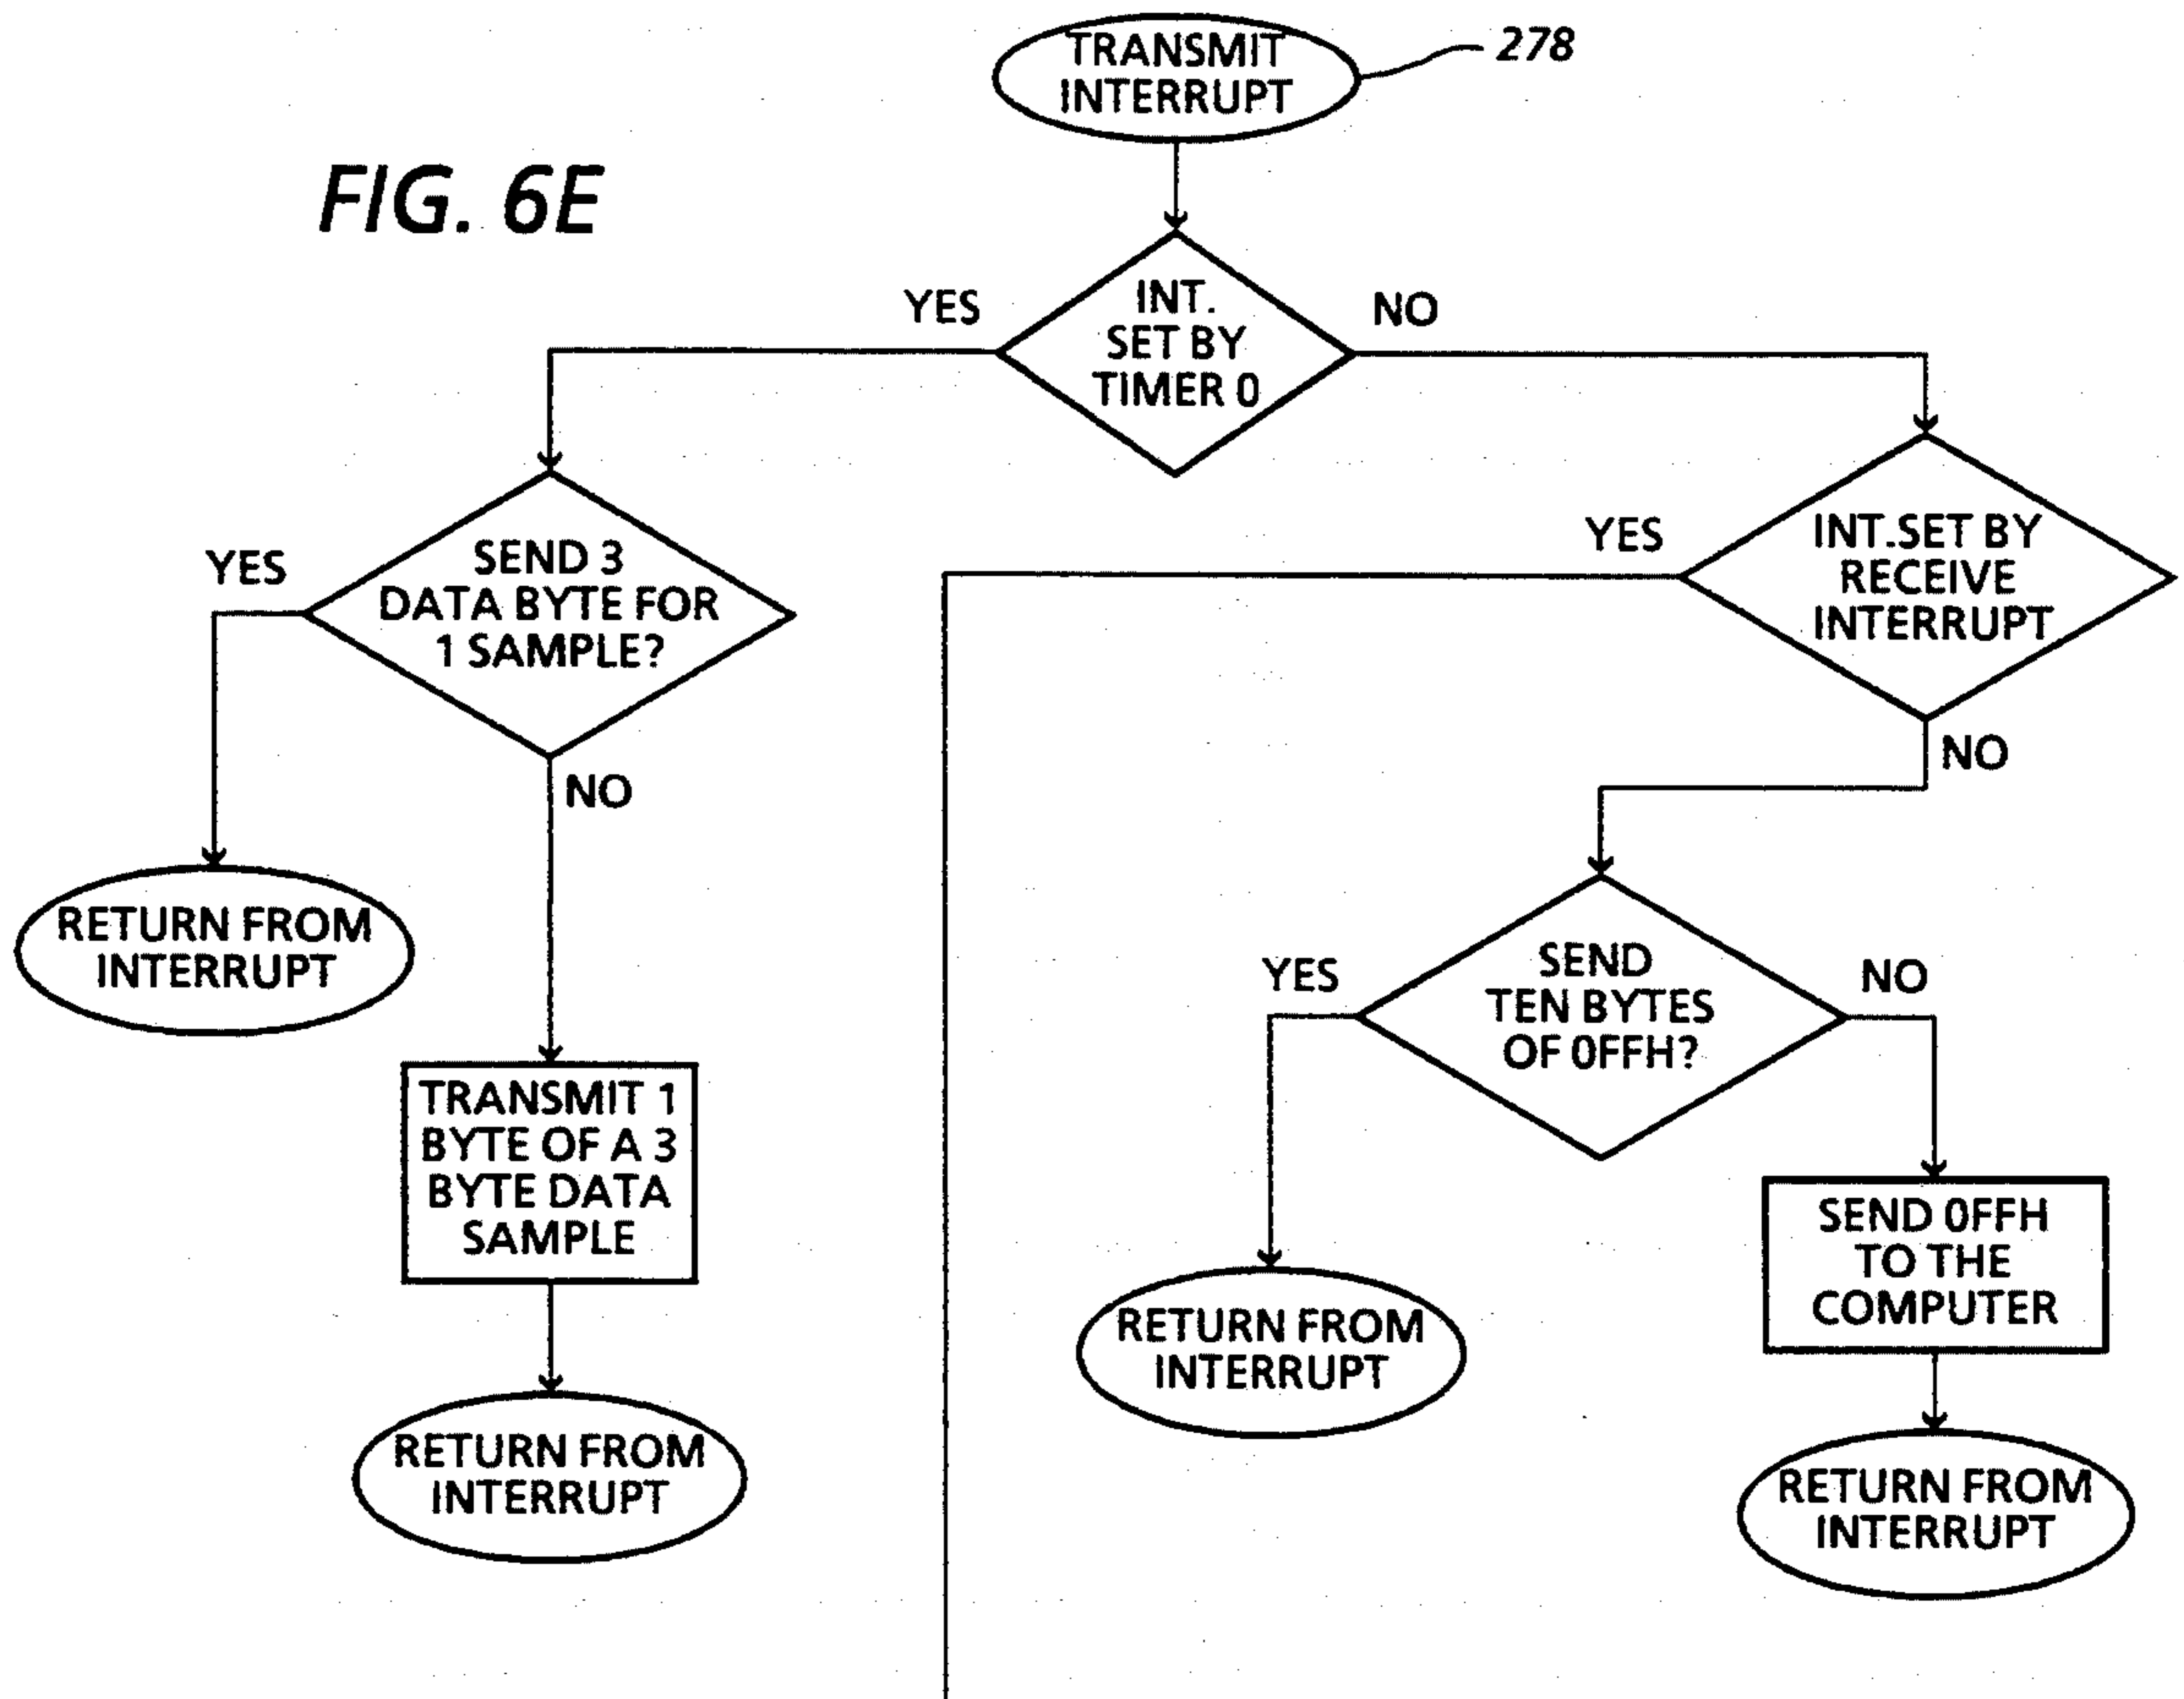 TRANSMIT
INTERRUPT
278
FIG. 6E
INT.
SET BY
TIMER 0
YES
NO
SEND 3
DATA BYTE FOR
1 SAMPLE?
YES
NO
INT.SET BY
RECEIVE
INTERRUPT
YES
NO
RETURN FROM
INTERRUPT
TRANSMIT 1
BYTE OF A 3
BYTE DATA
SAMPLE
RETURN FROM
INTERRUPT
SEND
TEN BYTES
OF 0FFH?
YES
NO
RETURN FROM
INTERRUPT
SEND 0FFH
TO THE
COMPUTER
RETURN FROM
INTERRUPT